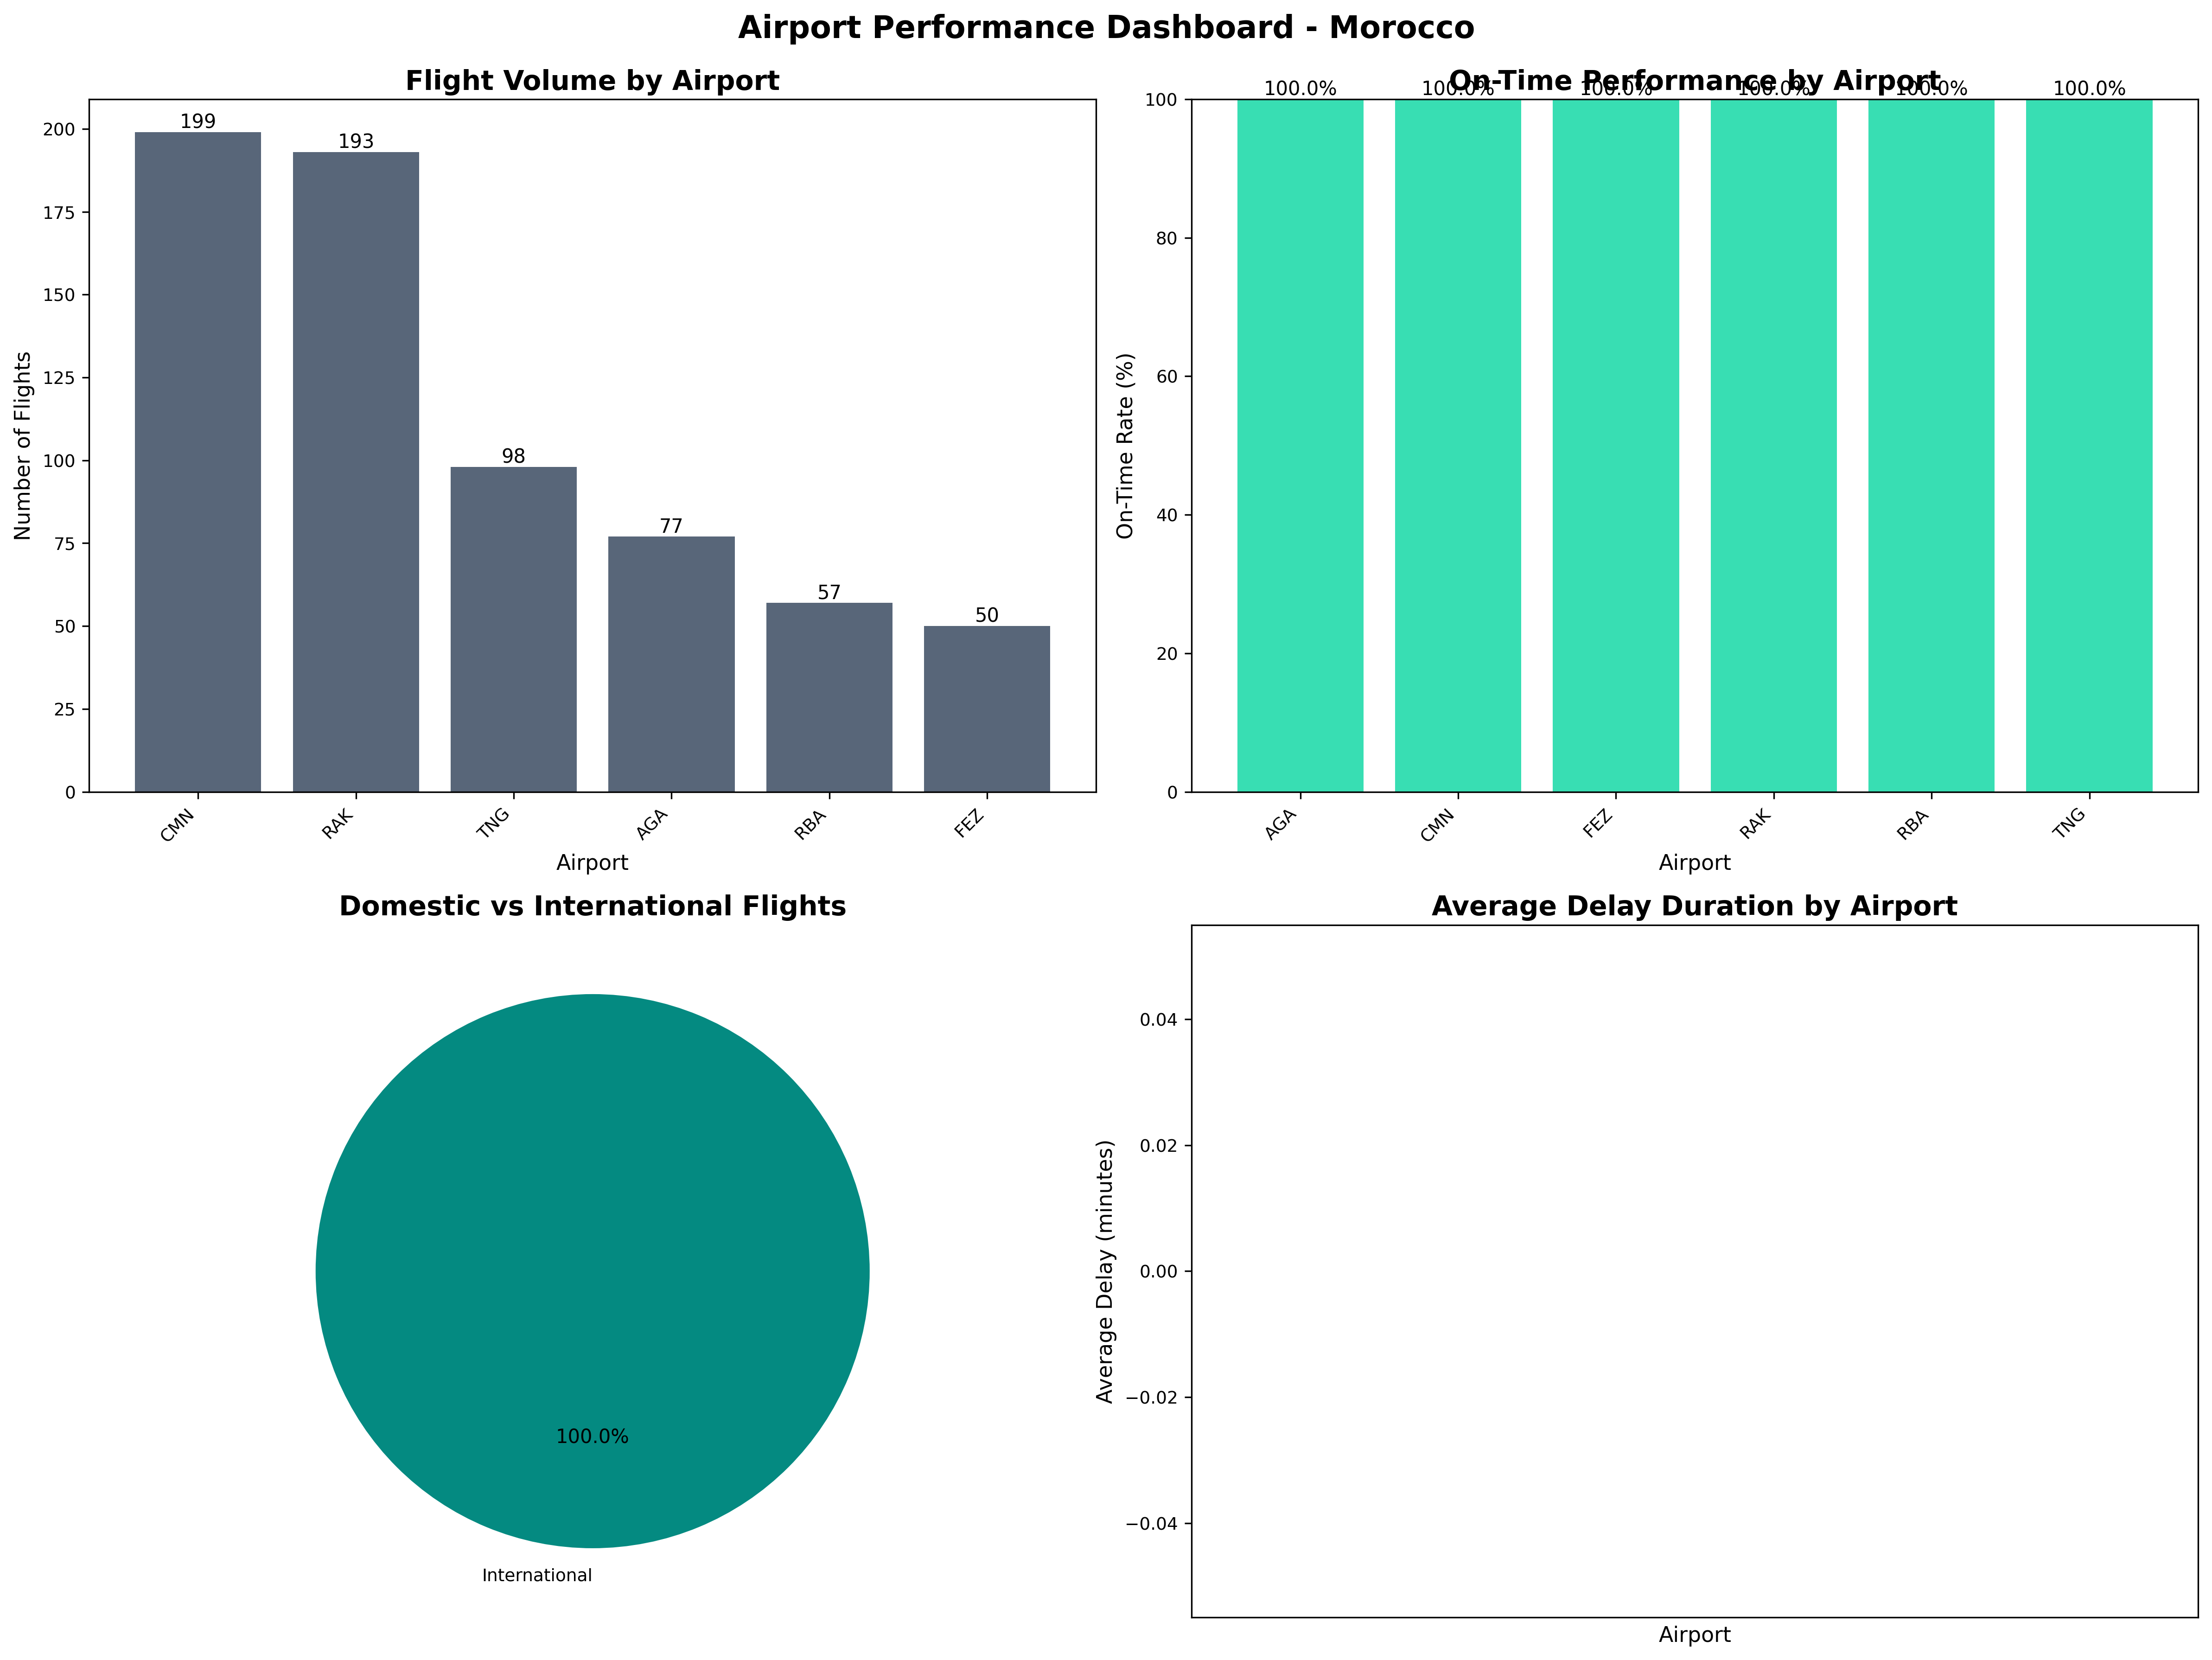 Airport Performance Dashboard - Morocco
Flight Volume by Airport
199
193
98
77
57
50
200
175
150
125
100
75
50
25
0
Number of Flights
CMN
RAK
TNG
AGA
RBA
FEZ
Airport
On-Time Performance by Airport
100.0%
100.0%
100.0%
100.0%
100.0%
100.0%
100
80
60
40
20
0
On-Time Rate (%)
AGA
CMN
FEZ
RAK
RBA
TNG
Airport
Domestic vs International Flights
100.0%
International
Average Delay Duration by Airport
0.04
0.02
0.00
−0.02
−0.04
Average Delay (minutes)
Airport